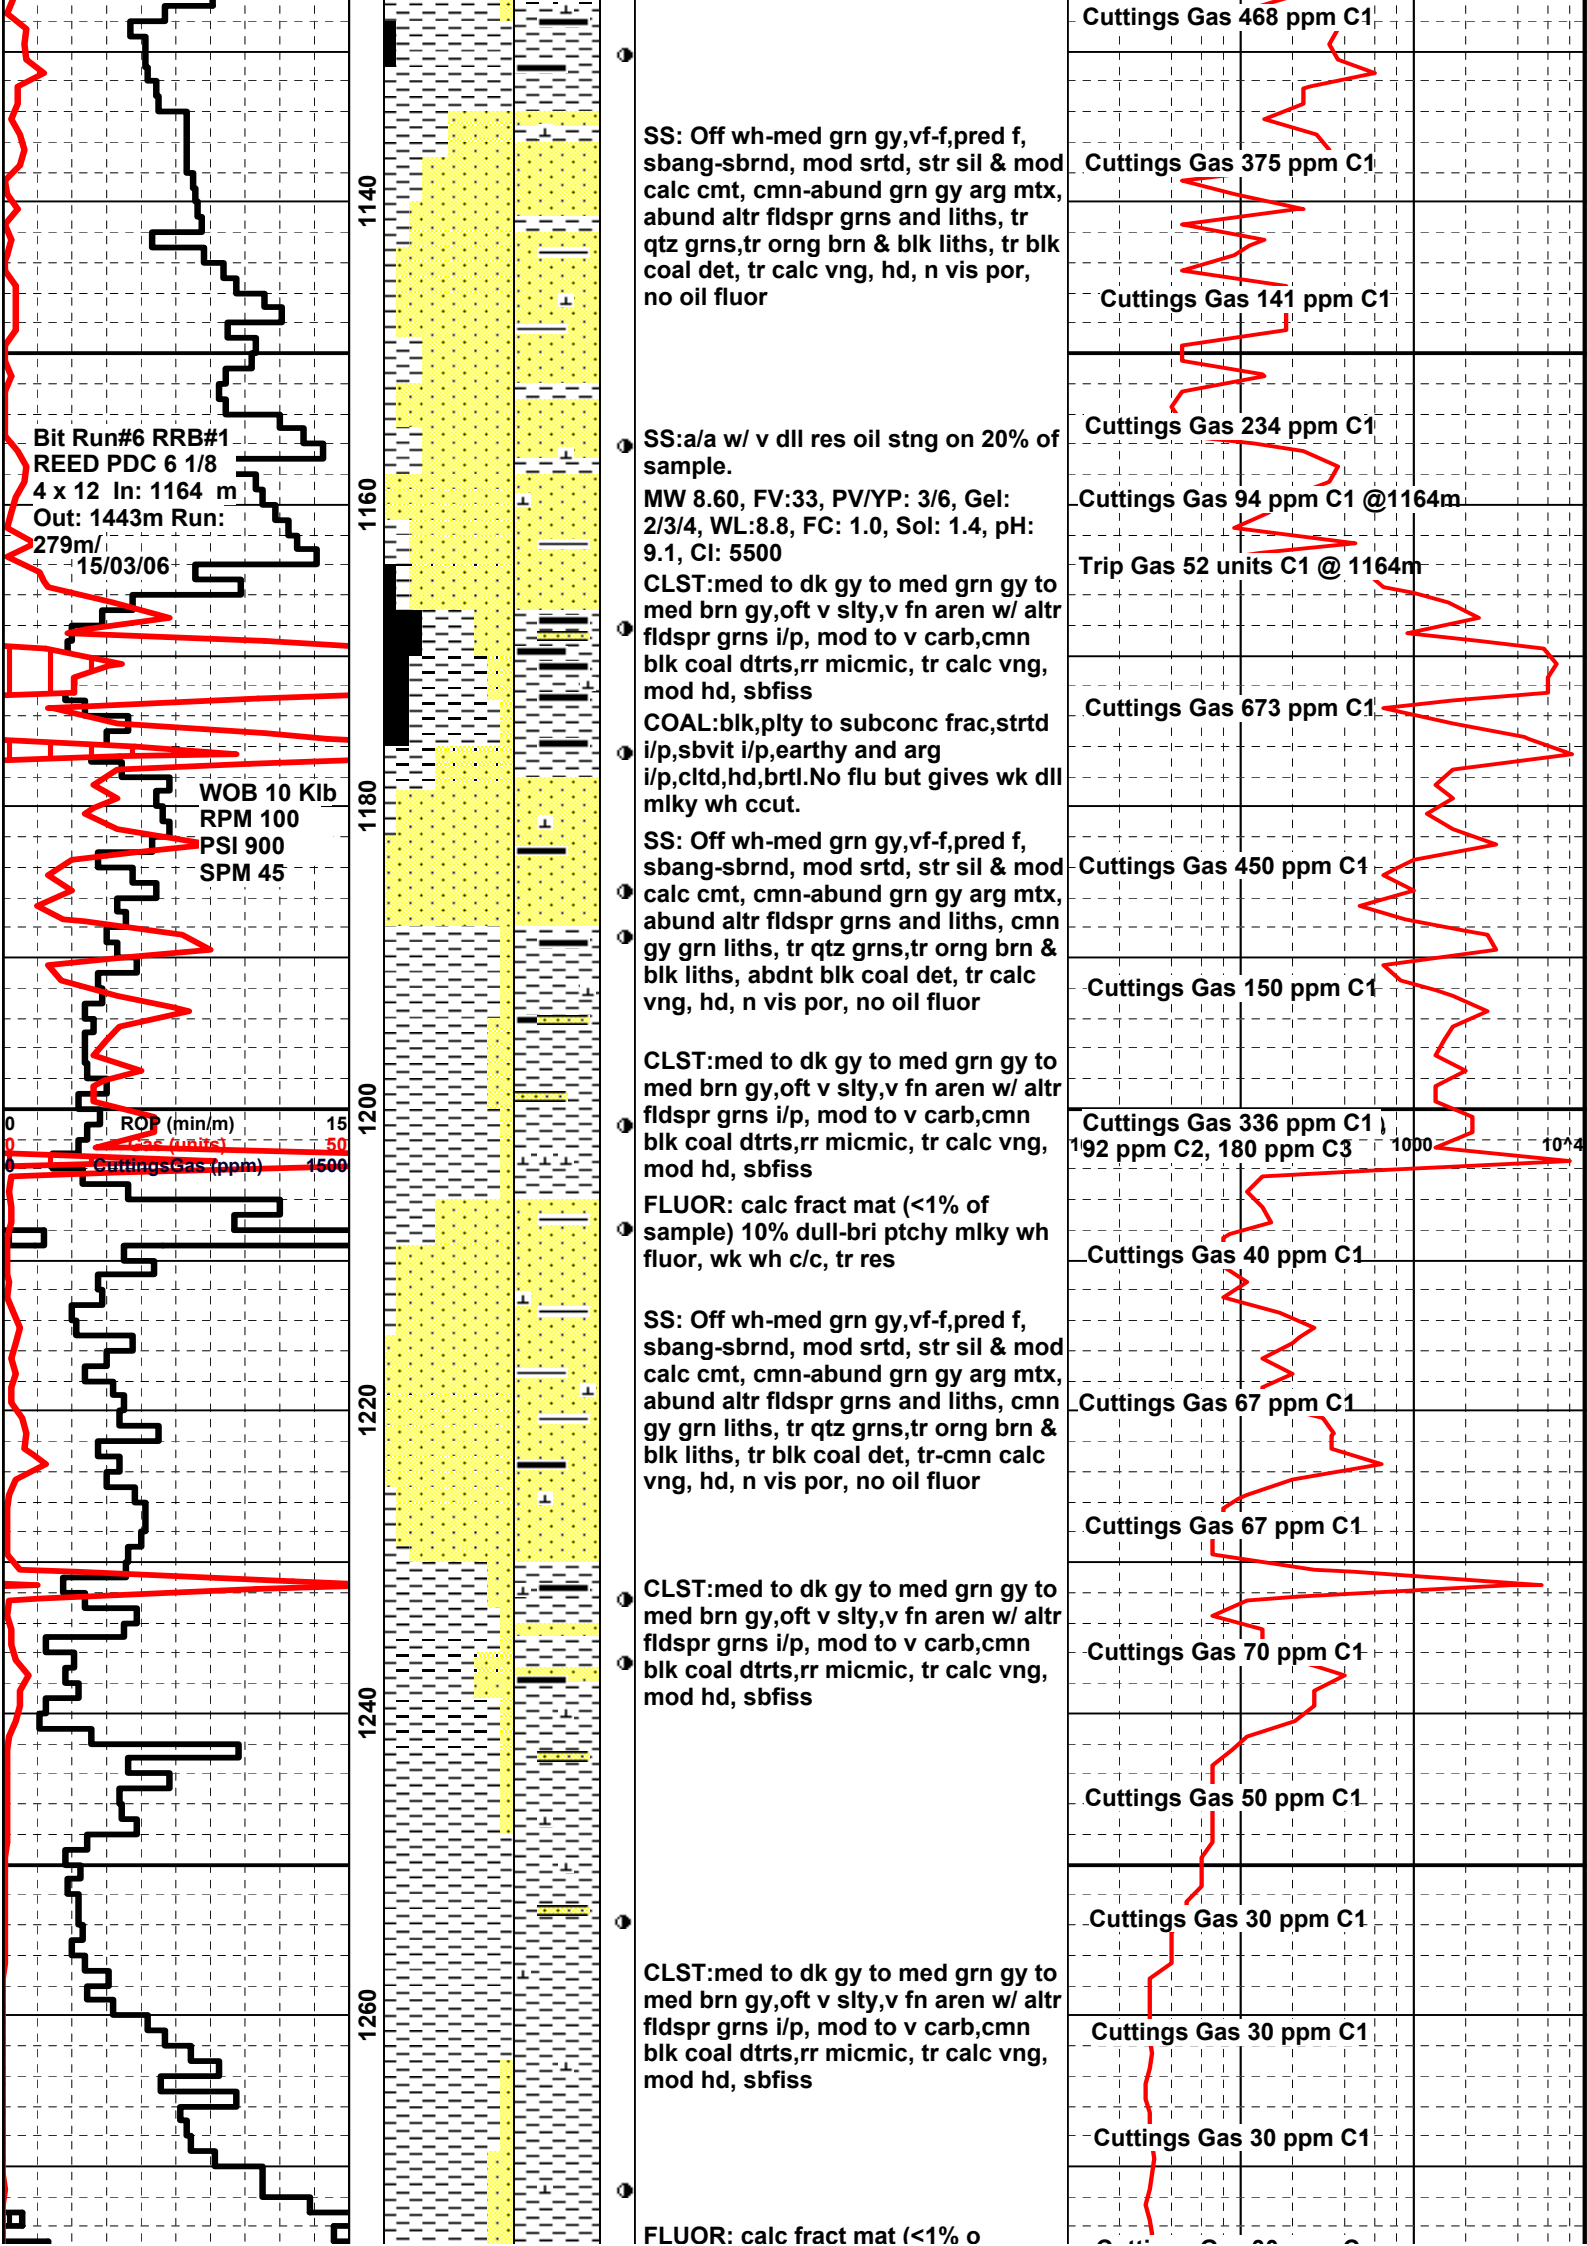 Bit Run#6 RRB#1
REED PDC 6 1/8
4 x 12 In: 1164 m
Out: 1443m Run:
279m/
15/03/06
WOB 10 Klb
RPM 100
PSI 900
SPM 45
0 ROP (min/m) 15
0 Gas (units) 50
0 CuttingsGas (ppm) 1500
1140
1160
1180
1200
1220
1240
1260
SS: Off wh-med grn gy,vf-f,pred f,
sbang-sbrnd, mod srtd, str sil & mod
calc cmt, cmn-abund grn gy arg mtx,
abund altr fldspr grns and liths, tr
qtz grns,tr orng brn & blk liths, tr blk
coal det, tr calc vng, hd, n vis por,
no oil fluor
SS:a/a w/ v dll res oil stng on 20% of
sample.
MW 8.60, FV:33, PV/YP: 3/6, Gel:
2/3/4, WL:8.8, FC: 1.0, Sol: 1.4, pH:
9.1, Cl: 5500
CLST:med to dk gy to med grn gy to
med brn gy,oft v slty,v fn aren w/ altr
fldspr grns i/p, mod to v carb,cmn
blk coal dtrts,rr micmic, tr calc vng,
mod hd, sbfiss
COAL:blk,plty to subconc frac,strtd
i/p,sbvit i/p,earthy and arg
i/p,cltd,hd,brtl.No flu but gives wk dll
mlky wh ccut.
SS: Off wh-med grn gy,vf-f,pred f,
sbang-sbrnd, mod srtd, str sil & mod
calc cmt, cmn-abund grn gy arg mtx,
abund altr fldspr grns and liths, cmn
gy grn liths, tr qtz grns,tr orng brn &
blk liths, abdnt blk coal det, tr calc
vng, hd, n vis por, no oil fluor
CLST:med to dk gy to med grn gy to
med brn gy,oft v slty,v fn aren w/ altr
fldspr grns i/p, mod to v carb,cmn
blk coal dtrts,rr micmic, tr calc vng,
mod hd, sbfiss
FLUOR: calc fract mat (<1% of
sample) 10% dull-bri ptchy mlky wh
fluor, wk wh c/c, tr res
SS: Off wh-med grn gy,vf-f,pred f,
sbang-sbrnd, mod srtd, str sil & mod
calc cmt, cmn-abund grn gy arg mtx,
abund altr fldspr grns and liths, cmn
gy grn liths, tr qtz grns,tr orng brn &
blk liths, tr blk coal det, tr-cmn calc
vng, hd, n vis por, no oil fluor
CLST:med to dk gy to med grn gy to
med brn gy,oft v slty,v fn aren w/ altr
fldspr grns i/p, mod to v carb,cmn
blk coal dtrts,rr micmic, tr calc vng,
mod hd, sbfiss
CLST:med to dk gy to med grn gy to
med brn gy,oft v slty,v fn aren w/ altr
fldspr grns i/p, mod to v carb,cmn
blk coal dtrts,rr micmic, tr calc vng,
mod hd, sbfiss
FLUOR: calc fract mat (<1% o
Cuttings Gas 468 ppm C1
Cuttings Gas 375 ppm C1
Cuttings Gas 141 ppm C1
Cuttings Gas 234 ppm C1
Cuttings Gas 94 ppm C1 @1164m
Trip Gas 52 units C1 @ 1164m
Cuttings Gas 673 ppm C1
Cuttings Gas 450 ppm C1
Cuttings Gas 150 ppm C1
Cuttings Gas 336 ppm C1
92 ppm C2, 180 ppm C3 1000 10^4
Cuttings Gas 40 ppm C1
Cuttings Gas 67 ppm C1
Cuttings Gas 67 ppm C1
Cuttings Gas 70 ppm C1
Cuttings Gas 50 ppm C1
Cuttings Gas 30 ppm C1
Cuttings Gas 30 ppm C1
Cuttings Gas 30 ppm C1